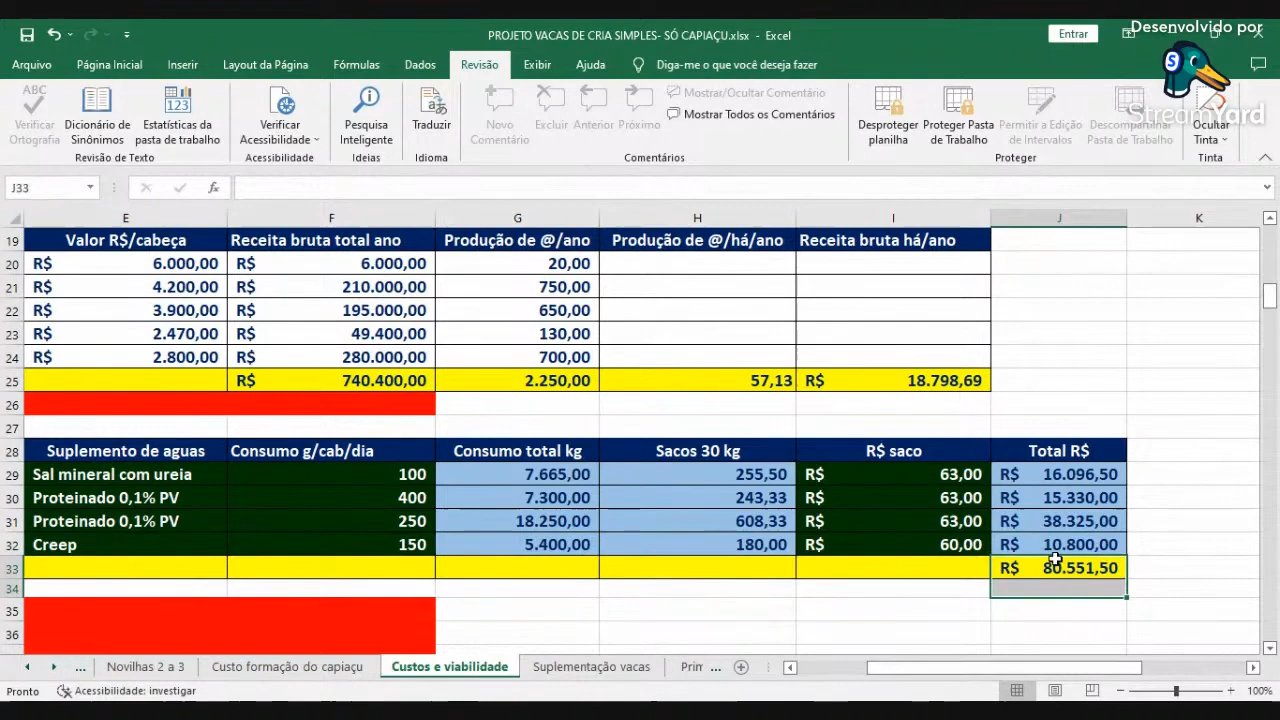 Desenvolvido por
StreamYard
PROJETO VACAS DE CRIA SIMPLES- SÓ CAPIAÇU.xlsx - Excel
Entrar
Arquivo Página Inicial Inserir Layout da Página Fórmulas Dados Revisão Exibir Ajuda Diga-me o que você deseja fazer
ABC
Verificar Ortografia
Dicionário de Sinônimos
123
Estatísticas da pasta de trabalho
Revisão de Texto
Verificar Acessibilidade
Acessibilidade
Pesquisa Inteligente
Ideias
Traduzir
Idioma
Novo Comentário
Excluir
Anterior
Próximo
Mostrar/Ocultar Comentário
Mostrar Todos os Comentários
Comentários
Desproteger planilha
Proteger Pasta de Trabalho
Permitir a Edição de Intervalos
Descompartilhar Pasta de Trabalho
Proteger
Ocultar Tinta
Tinta
J33 fx
E F G H I J K
19 Valor R$/cabeça Receita bruta total ano Produção de @/ano Produção de @/há/ano Receita bruta há/ano
20 R$ 6.000,00 R$ 6.000,00 20,00
21 R$ 4.200,00 R$ 210.000,00 750,00
22 R$ 3.900,00 R$ 195.000,00 650,00
23 R$ 2.470,00 R$ 49.400,00 130,00
24 R$ 2.800,00 R$ 280.000,00 700,00
25 R$ 740.400,00 2.250,00 57,13 R$ 18.798,69
26
27
28 Suplemento de aguas Consumo g/cab/dia Consumo total kg Sacos 30 kg R$ saco Total R$
29 Sal mineral com ureia 100 7.665,00 255,50 R$ 63,00 R$ 16.096,50
30 Proteinado 0,1% PV 400 7.300,00 243,33 R$ 63,00 R$ 15.330,00
31 Proteinado 0,1% PV 250 18.250,00 608,33 R$ 63,00 R$ 38.325,00
32 Creep 150 5.400,00 180,00 R$ 60,00 R$ 10.800,00
33 R$ 80.551,50
34
35
36
... Novilhas 2 a 3 Custo formação do capiaçu Custos e viabilidade Suplementação vacas Prir ...
Pronto Acessibilidade: investigar 100%